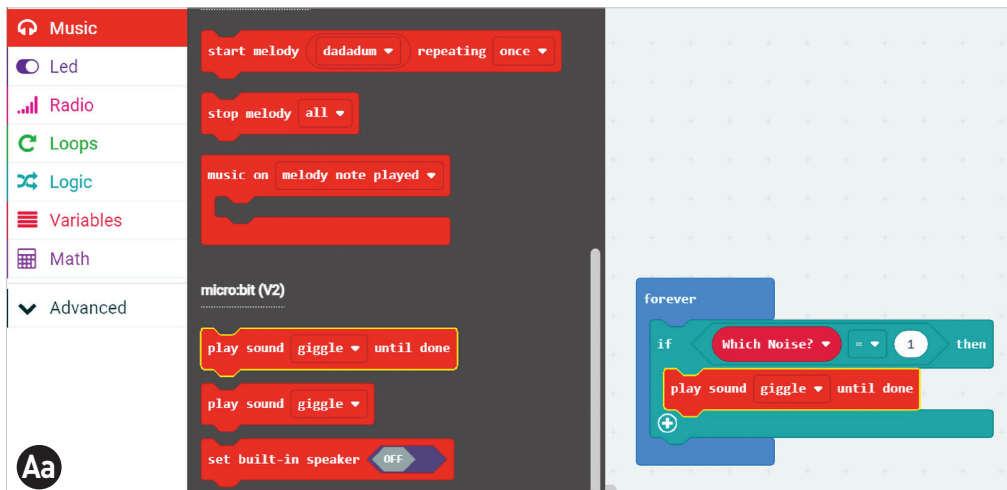 Music
Led
Radio
Loops
Logic
Variables
Math
Advanced
start melody dadadum repeating once
stop melody all
music on melody note played
micro:bit (V2)
play sound giggle until done
play sound giggle
set built-in speaker OFF
forever
if Which Noise? = 1 then
play sound giggle until done
Aa